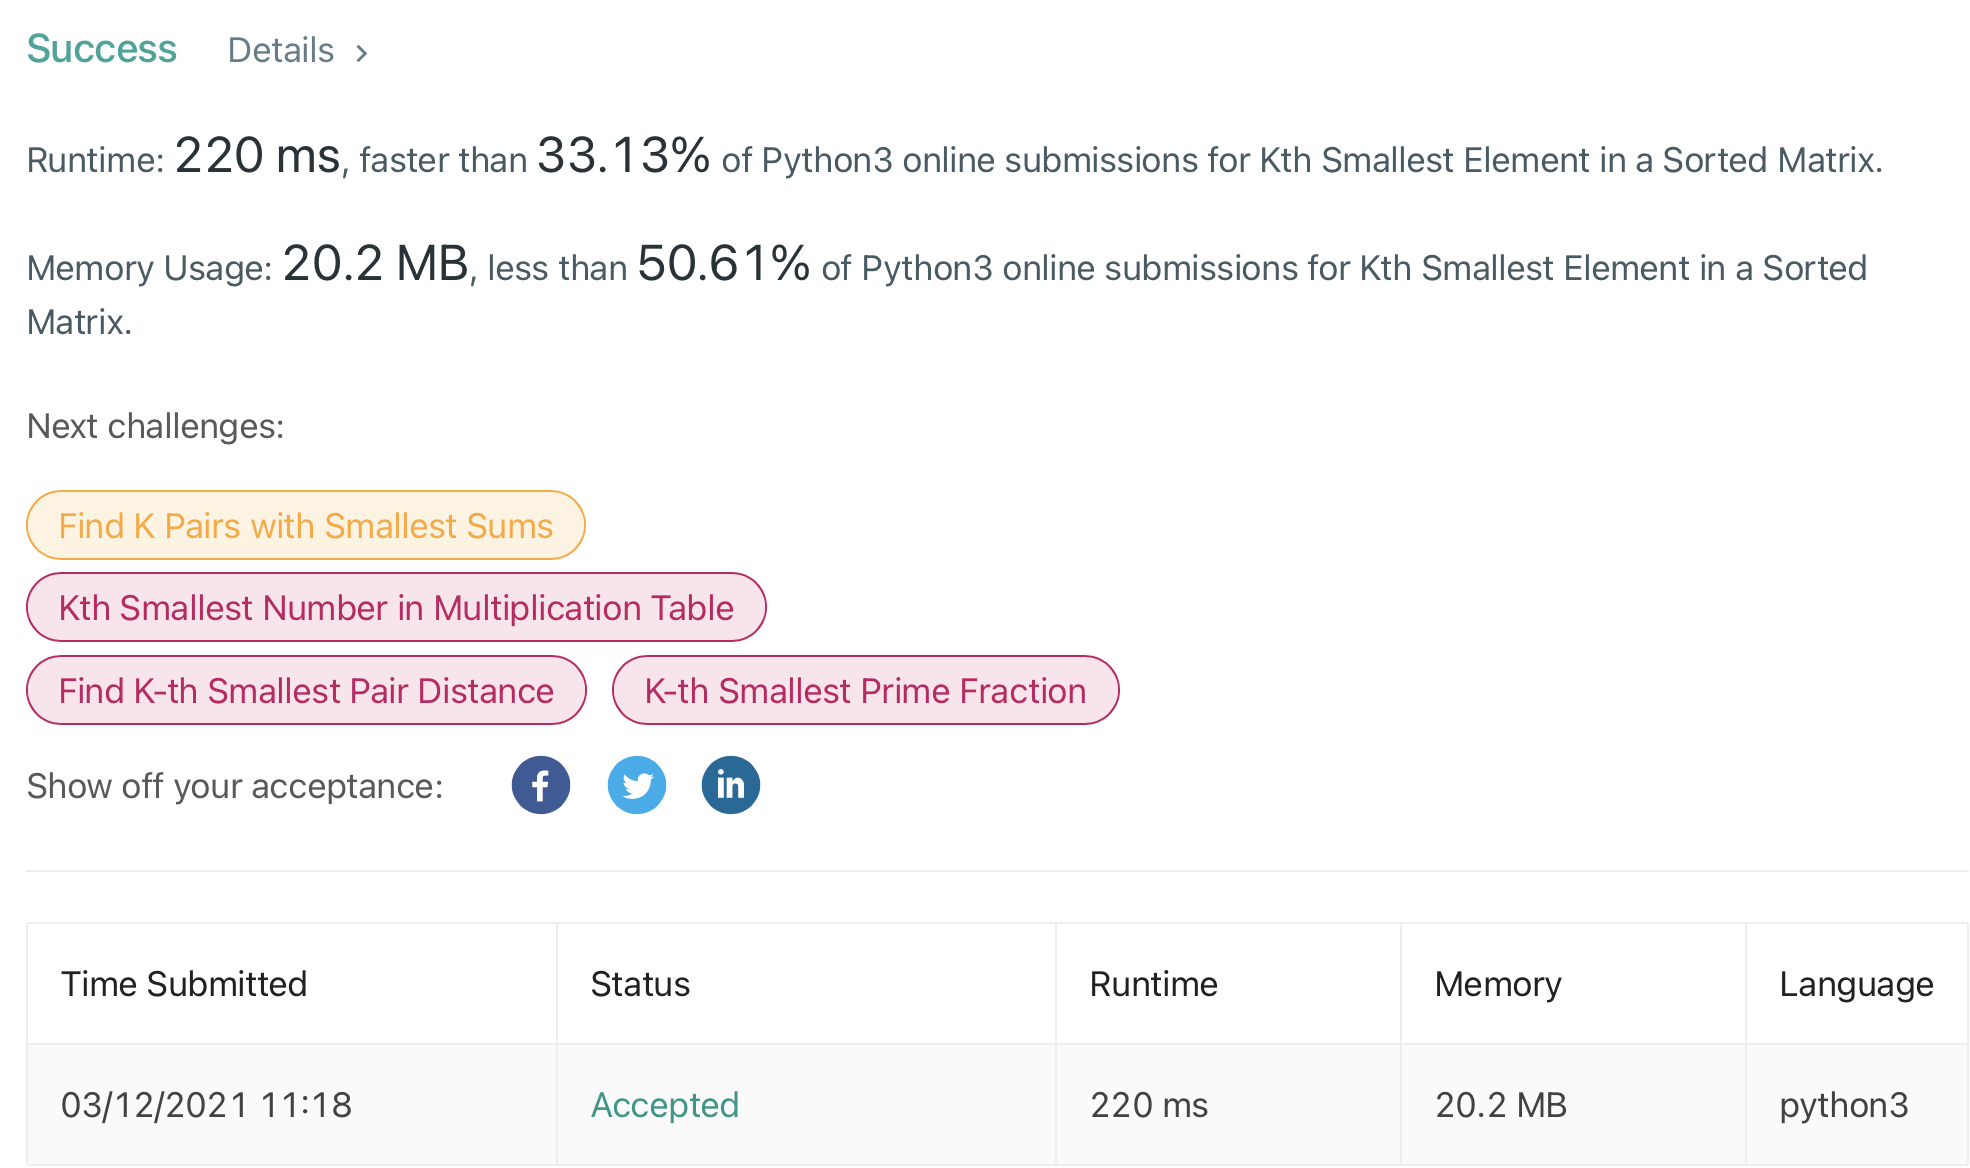 Success Details >
Runtime: 220 ms, faster than 33.13% of Python3 online submissions for Kth Smallest Element in a Sorted Matrix.
Memory Usage: 20.2 MB, less than 50.61% of Python3 online submissions for Kth Smallest Element in a Sorted
Matrix.
Next challenges:
Find K Pairs with Smallest Sums
Kth Smallest Number in Multiplication Table
Find K-th Smallest Pair Distance K-th Smallest Prime Fraction
Show off your acceptance: f in
Time Submitted Status Runtime Memory Language
03/12/2021 11:18 Accepted 220 ms 20.2 MB python3